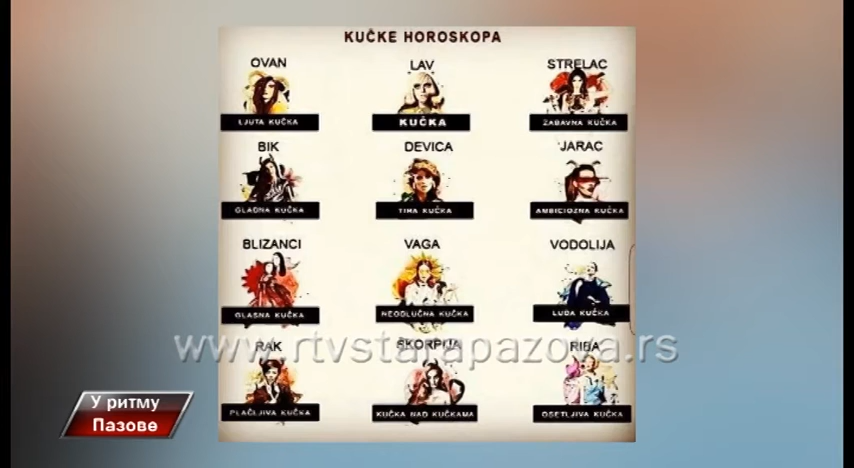 KUČKE HOROSKOPA
OVAN
LJUTA KUČKA
LAV
KUČKA
STRELAC
ZABAVNA KUČKA
BIK
GLADNA KUČKA
DEVICA
TIHA KUČKA
JARAC
AMBICIOZNA KUČKA
BLIZANCI
GLASNA KUČKA
VAGA
NEODLUČNA KUČKA
VODOLIJA
LUDA KUČKA
www.rtvstarapazova.rs
RAK
PLAČLJIVA KUČKA
ŠKORPIJA
KUČKA NAD KUČKAMA
RIBA
OSETLJIVA KUČKA
У ритму
Пазове